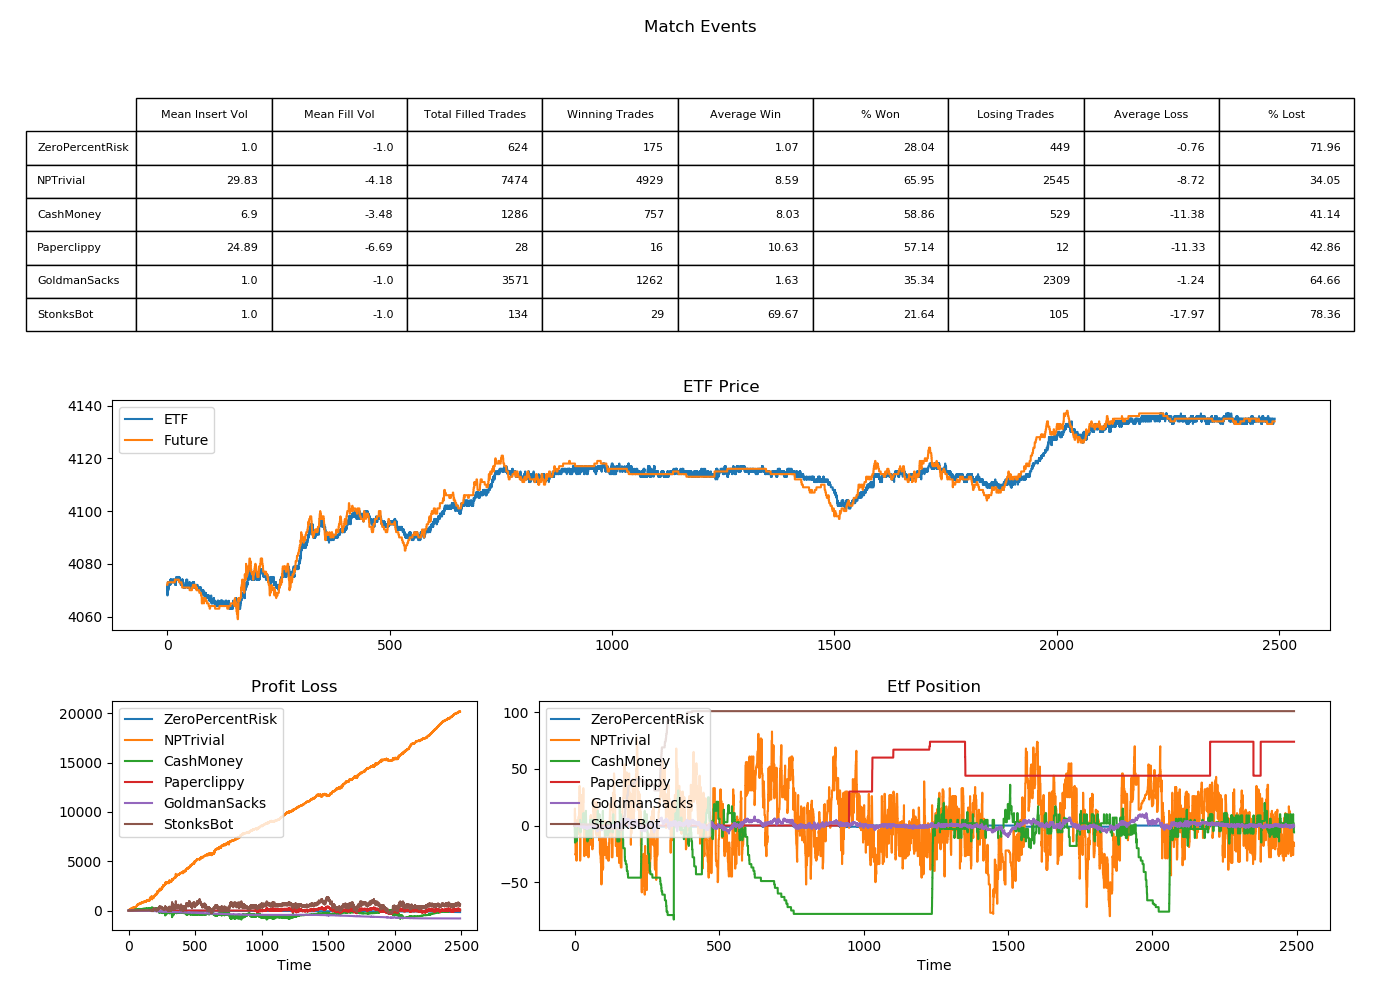 Match Events
Mean Insert Vol Mean Fill Vol Total Filled Trades Winning Trades Average Win % Won Losing Trades Average Loss % Lost
ZeroPercentRisk 1.0 -1.0 624 175 1.07 28.04 449 -0.76 71.96
NPTrivial 29.83 -4.18 7474 4929 8.59 65.95 2545 -8.72 34.05
CashMoney 6.9 -3.48 1286 757 8.03 58.86 529 -11.38 41.14
Paperclippy 24.89 -6.69 28 16 10.63 57.14 12 -11.33 42.86
GoldmanSacks 1.0 -1.0 3571 1262 1.63 35.34 2309 -1.24 64.66
StonksBot 1.0 -1.0 134 29 69.67 21.64 105 -17.97 78.36
ETF Price
4140
4120
4100
4080
4060
ETF
Future
0 500 1000 1500 2000 2500
Profit Loss
20000
15000
10000
5000
0
ZeroPercentRisk
NPTrivial
CashMoney
Paperclippy
GoldmanSacks
StonksBot
0 500 1000 1500 2000 2500
Time
Etf Position
100
50
0
−50
ZeroPercentRisk
NPTrivial
CashMoney
Paperclippy
GoldmanSacks
StonksBot
0 500 1000 1500 2000 2500
Time